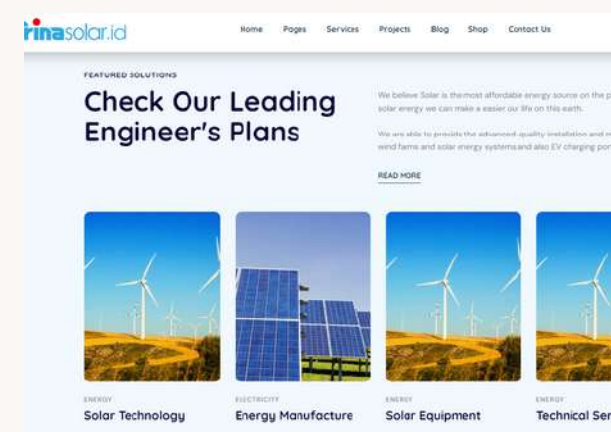 rinasolar.id
Home Pages Services Projects Blog Shop Contact Us
FEATURED SOLUTIONS
Check Our Leading
Engineer's Plans
We believe Solar is the most affordabe energy source on the p
solar energy we can make a easier our life on this earth.
We are able to provide the advanced quality installation and m
wind farms and solar energy systems and also EV charging por
READ MORE
ENERGY
Solar Technology
ELECTRICITY
Energy Manufacture
ENERGY
Solar Equipment
ENERGY
Technical Ser